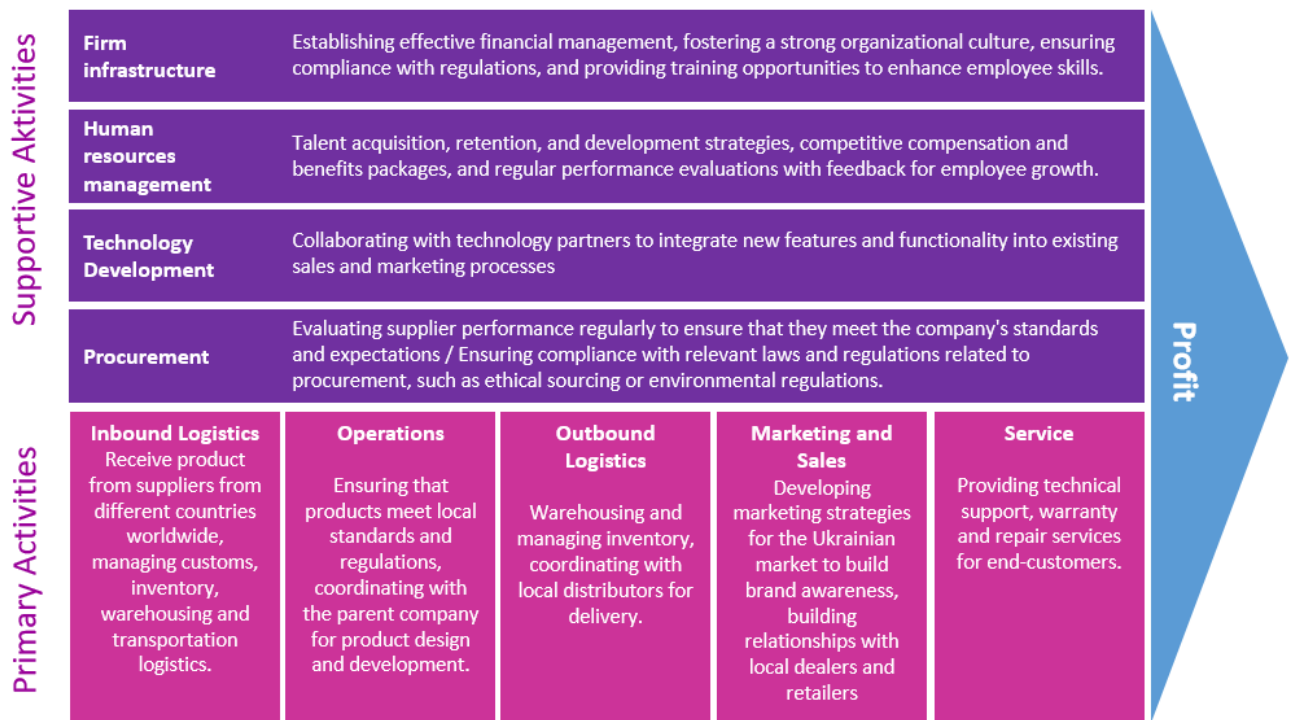 Supportive Aktivities
Firm
infrastructure
Establishing effective financial management, fostering a strong organizational culture, ensuring
compliance with regulations, and providing training opportunities to enhance employee skills.
Human
resources
management
Talent acquisition, retention, and development strategies, competitive compensation and
benefits packages, and regular performance evaluations with feedback for employee growth.
Technology
Development
Collaborating with technology partners to integrate new features and functionality into existing
sales and marketing processes
Procurement
Evaluating supplier performance regularly to ensure that they meet the company's standards
and expectations / Ensuring compliance with relevant laws and regulations related to
procurement, such as ethical sourcing or environmental regulations.
Primary Activities
Inbound Logistics
Receive product
from suppliers from
different countries
worldwide,
managing customs,
inventory,
warehousing and
transportation
logistics.
Operations
Ensuring that
products meet local
standards and
regulations,
coordinating with
the parent company
for product design
and development.
Outbound
Logistics
Warehousing and
managing inventory,
coordinating with
local distributors for
delivery.
Marketing and
Sales
Developing
marketing strategies
for the Ukrainian
market to build
brand awareness,
building
relationships with
local dealers and
retailers
Service
Providing technical
support, warranty
and repair services
for end-customers.
Profit